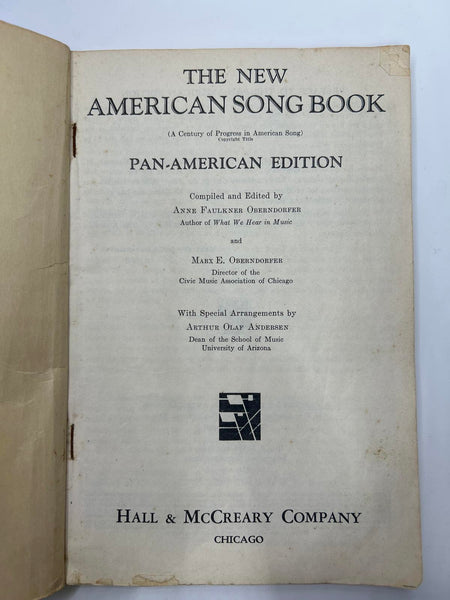 THE NEW
AMERICAN SONG BOOK
(A Century of Progress in American Song)
Copyright Title
PAN-AMERICAN EDITION
Compiled and Edited by
ANNE FAULKNER OBERNDORFER
Author of What We Hear in Music
and
MARX E. OBERNDORFER
Director of the
Civic Music Association of Chicago
With Special Arrangements by
ARTHUR OLAF ANDERSEN
Dean of the School of Music
University of Arizona
HALL & MCCREARY COMPANY
CHICAGO